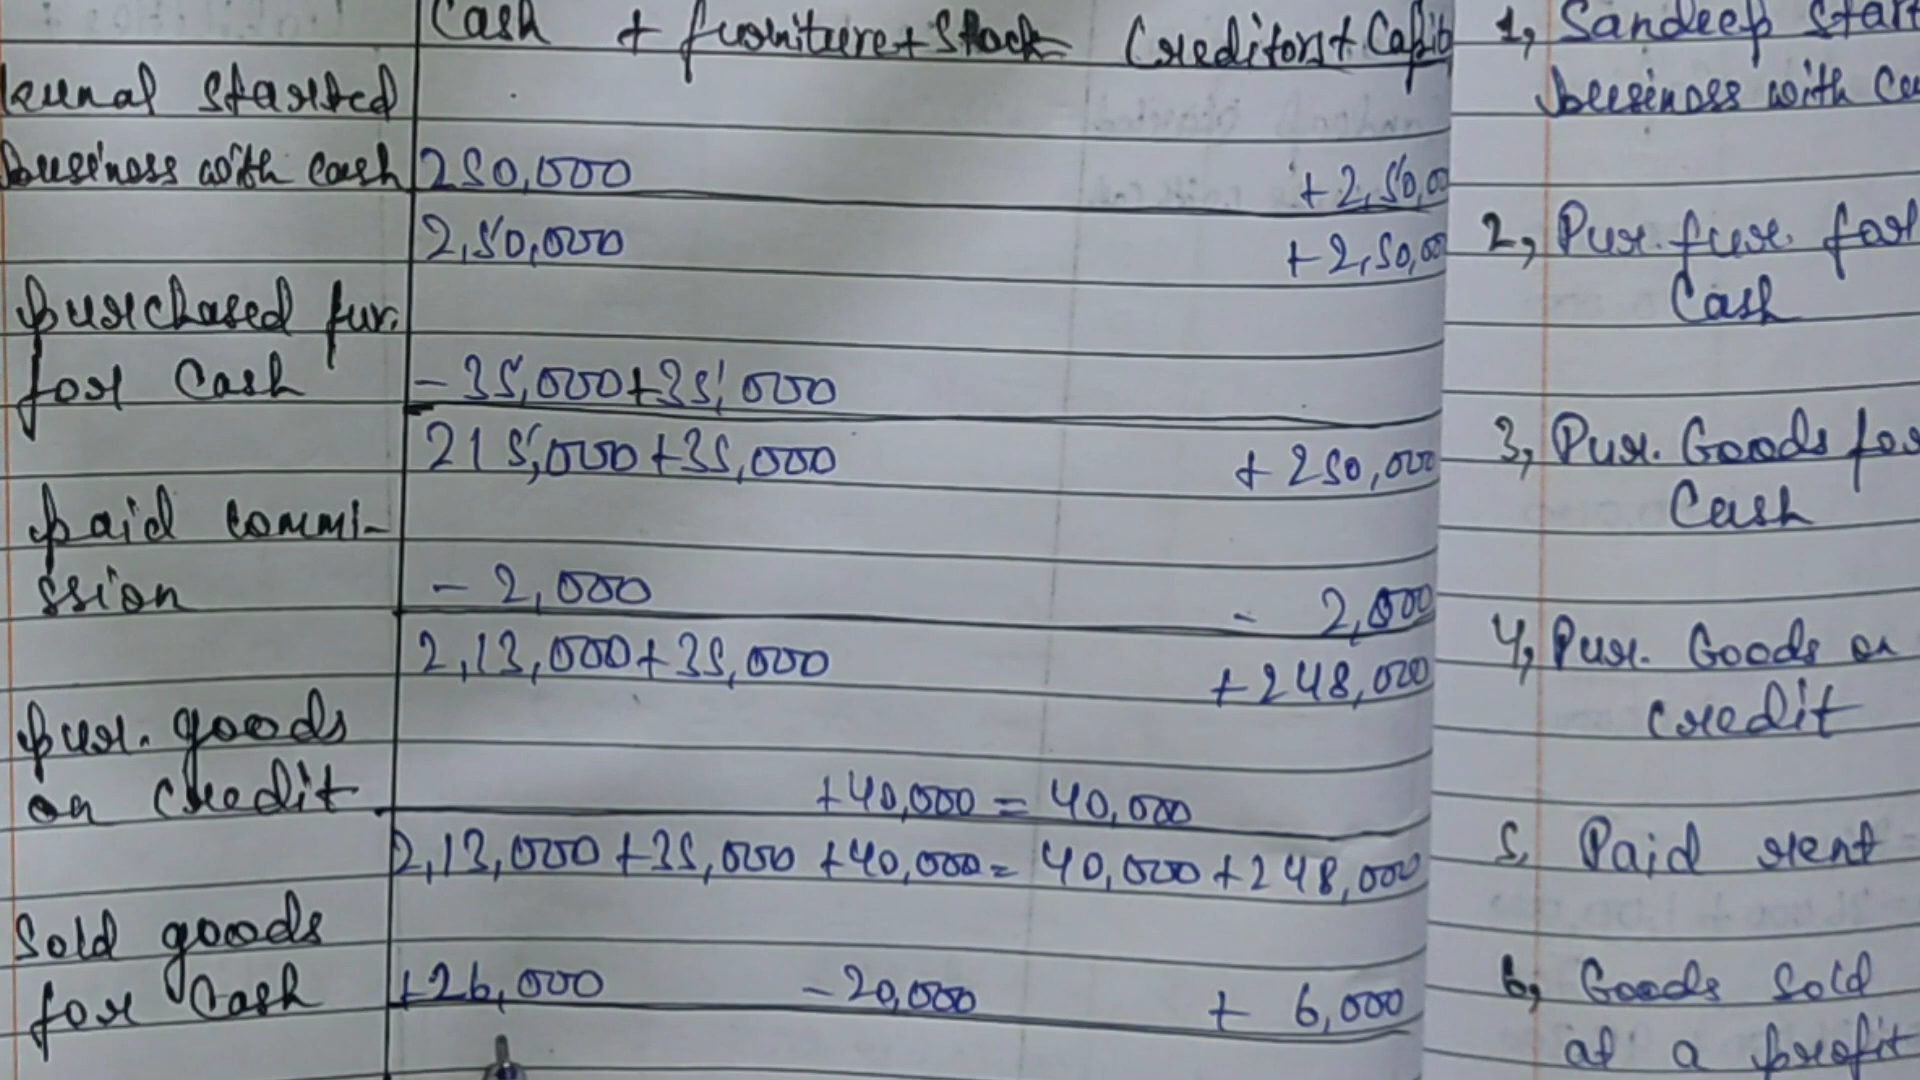 Cash + furniture + Stock Creditors + Capit
kunal started
business with cash 250,000 +2,50,00
2,50,000 +2,50,00
purchased fur.
for Cash -35,000+35,000
215,000+35,000 +250,000
paid commi-
ssion - 2,000 - 2,000
2,13,000+35,000 +248,000
pur. goods
on credit +40,000 = 40,000
2,13,000 +35,000 +40,000= 40,000+248,000
Sold goods
for Cash +26,000 -20,000 + 6,000
1, Sandeep Start
business with Ca
2, Pur. fur. for
Cash
3, Pur. Goods for
Cash
4, Pur. Goods on
credit
5, Paid rent
6, Goods Sold
at a profit